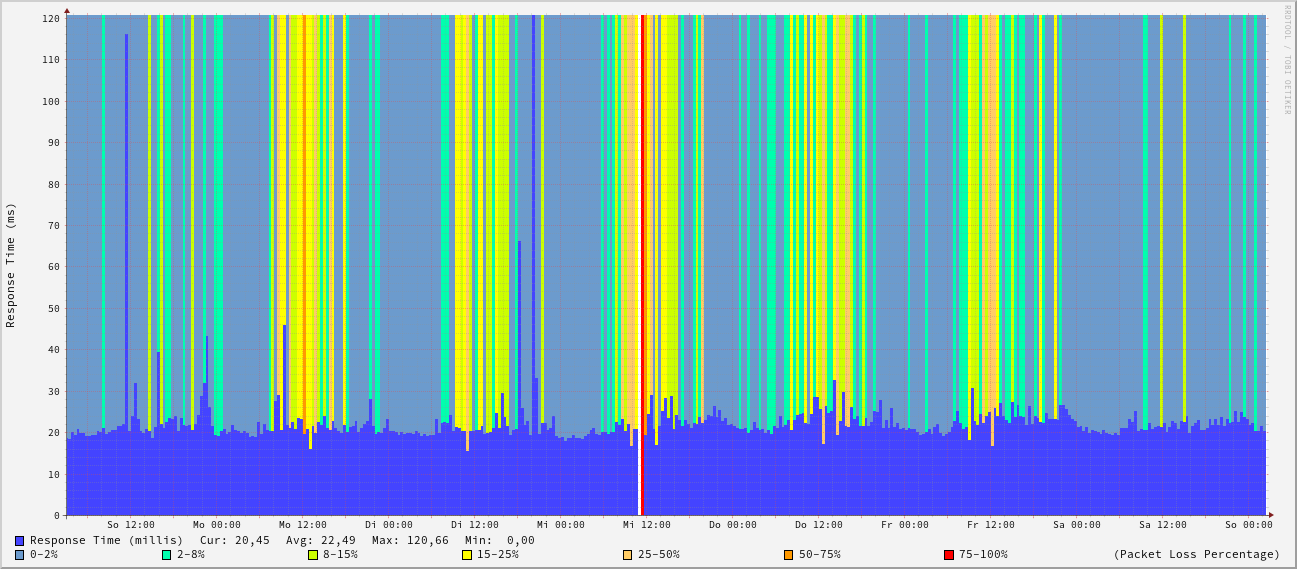 RRDTOOL / TOBI OETIKER
Response Time (ms)
120
110
100
90
80
70
60
50
40
30
20
10
0
So 12:00 Mo 00:00 Mo 12:00 Di 00:00 Di 12:00 Mi 00:00 Mi 12:00 Do 00:00 Do 12:00 Fr 00:00 Fr 12:00 Sa 00:00 Sa 12:00 So 00:00
Response Time (millis) Cur: 20,45 Avg: 22,49 Max: 120,66 Min: 0,00
0-2% 2-8% 8-15% 15-25% 25-50% 50-75% 75-100% (Packet Loss Percentage)